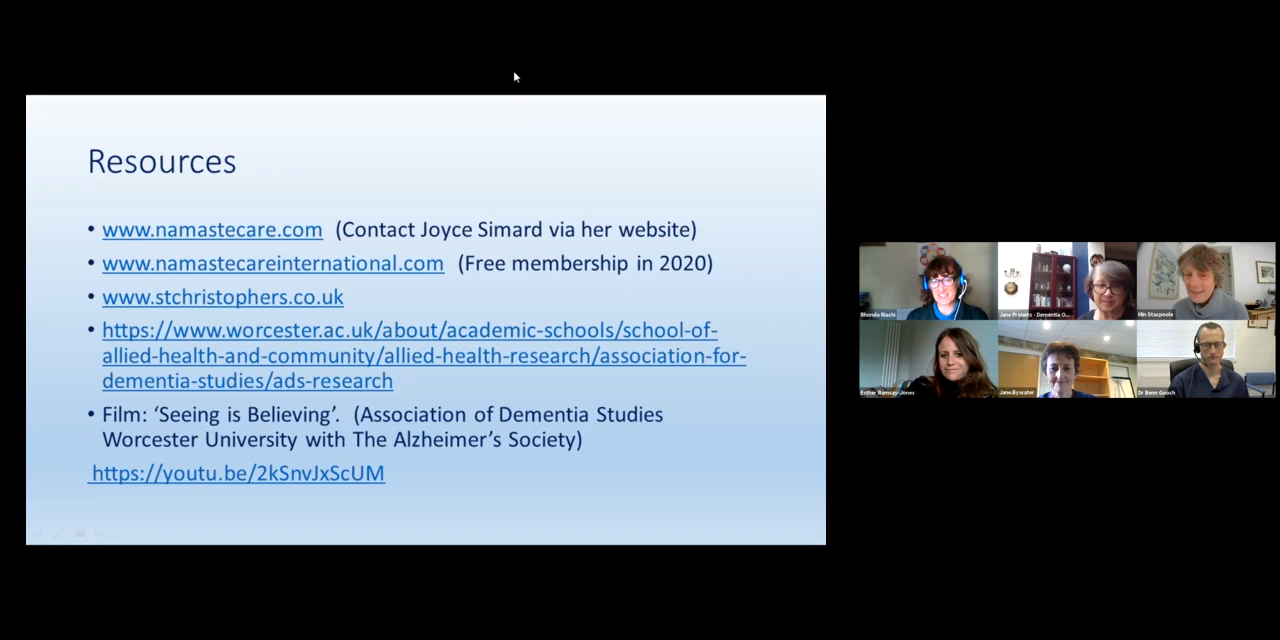 Resources
• www.namastecare.com (Contact Joyce Simard via her website)
• www.namastecareinternational.com (Free membership in 2020)
• www.stchristophers.co.uk
• https://www.worcester.ac.uk/about/academic-schools/school-of-
allied-health-and-community/allied-health-research/association-for-
dementia-studies/ads-research
• Film: ‘Seeing is Believing’. (Association of Dementia Studies
Worcester University with The Alzheimer’s Society)
https://youtu.be/2kSnvJxScUM
Rhonda Riachi
Jane Probets - Dementia O...
Min Stacpoole
Esther Ramsay-Jones
Jane.Bywater
Dr Benn Gooch